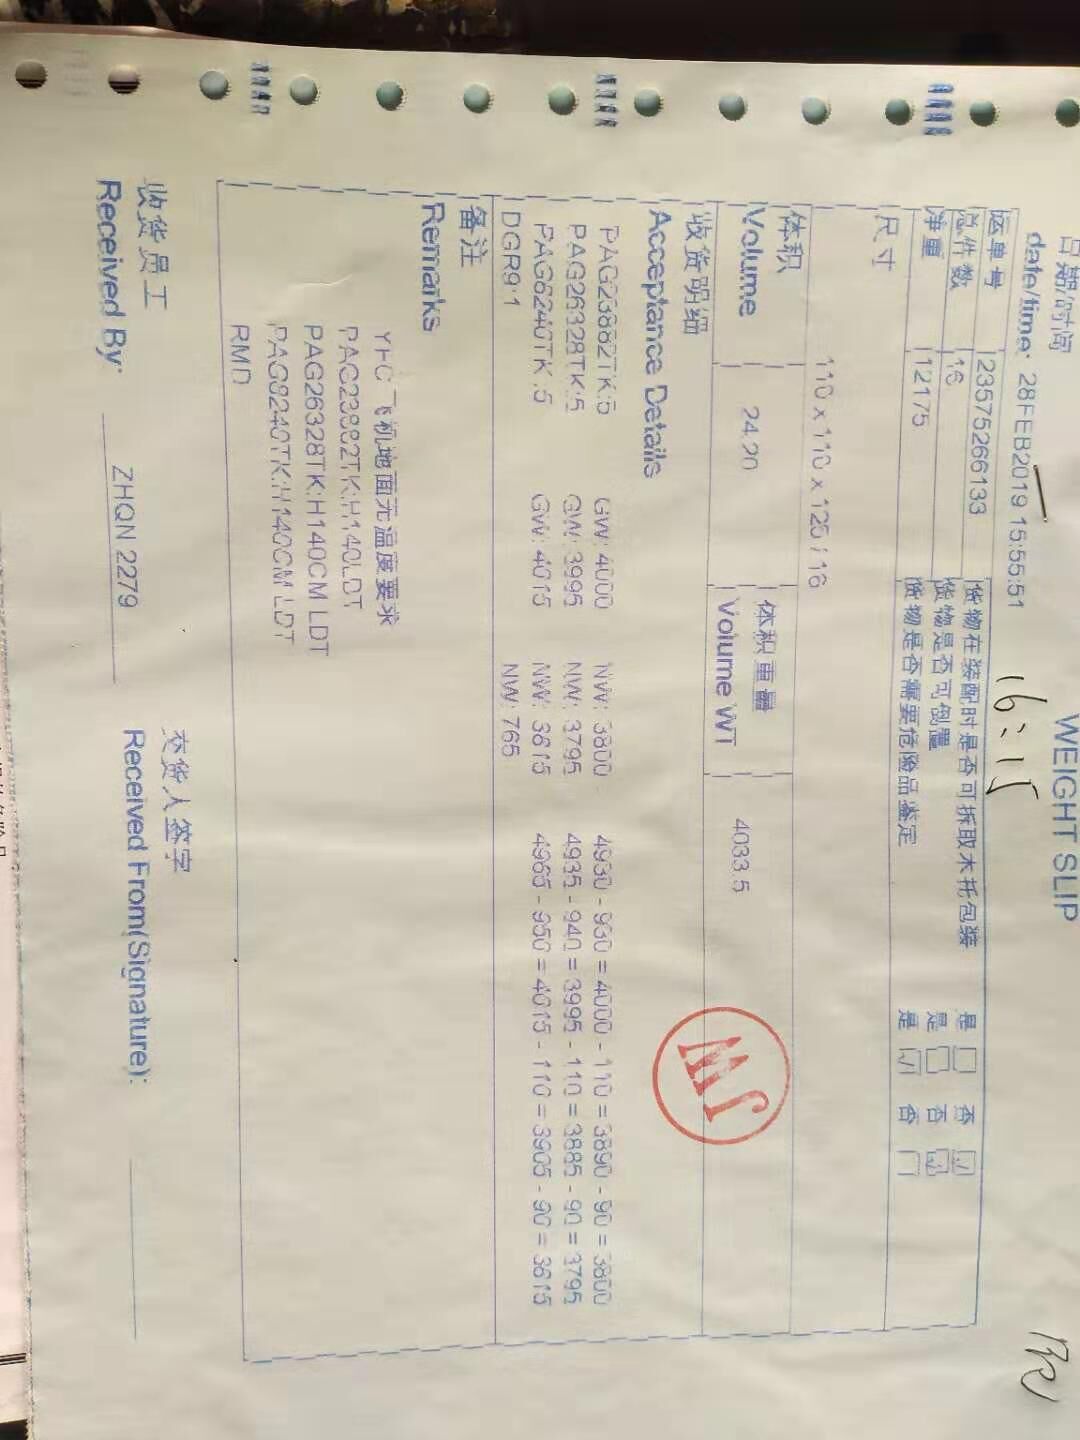 WEIGHT SLIP
日期/时间
date/time: 28FEB2019 15:55:51
16:15
运单号 23575266133 货物在装配时是否可拆取木托包装 是 否
总件数 16 货物是否可倒置 是 否
净重 12175 货物是否需要危险品鉴定 是 否
尺寸
110 x 110 x 125 / 16
体积 体积重量
Volume 24.20 Volume WT 4033.5
收货明细
Acceptance Details
PAG23882TK:5 GW: 4000 NW: 3800 4930 - 930 = 4000 - 110 = 3890 - 90 = 3800
PAG26328TK:5 GW: 3995 NW: 3795 4935 - 940 = 3995 - 110 = 3885 - 90 = 3795
PAG8240TK:5 GW: 4015 NW: 3815 4965 - 950 = 4015 - 110 = 3905 - 90 = 3815
DGR9:1 NW: 765
备注
Remarks
飞机地面无温度要求
PAG23882TK:H140LDT
PAG26328TK:H140CM LDT
PAG8240TK:H140CM LDT
RMD
收货员工 交货人签字
Received By: ZHQN 2279 Received From(Signature):